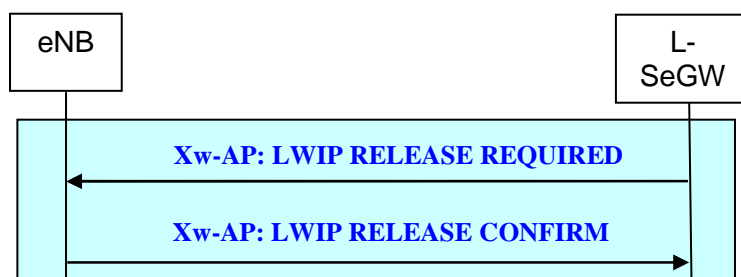 eNB
L-
SeGW
Xw-AP: LWIP RELEASE REQUIRED
Xw-AP: LWIP RELEASE CONFIRM